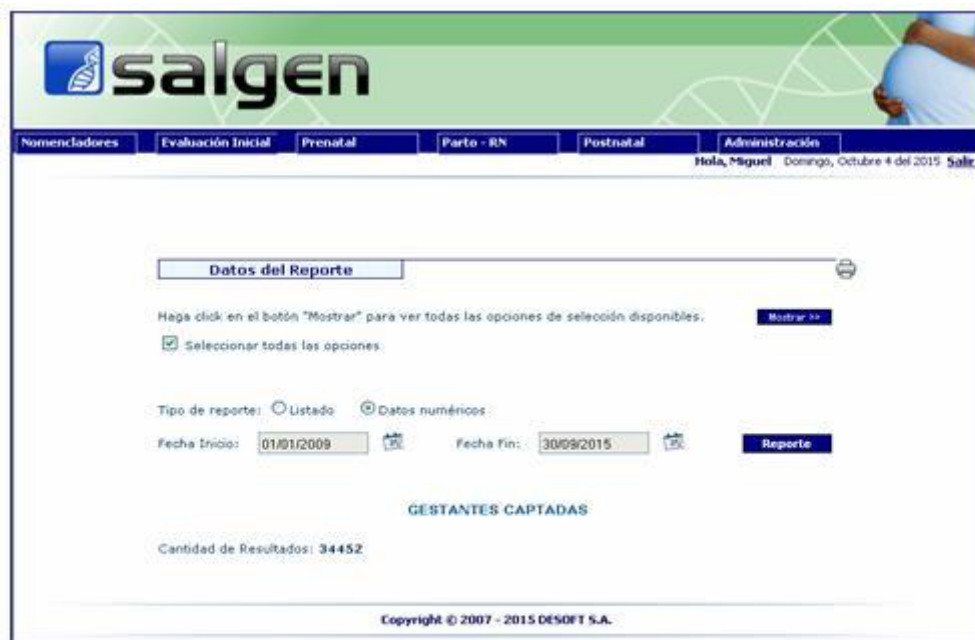 salgen
Nomencladores Evaluación Inicial Prenatal Parto - RN Postnatal Administración
Hola, Miguel Domingo, Octubre 4 del 2015 Salir
Datos del Reporte
Haga click en el botón "Mostrar" para ver todas las opciones de selección disponibles. Mostrar >>
Seleccionar todas las opciones
Tipo de reporte: Listado Datos numéricos
Fecha Inicio: 01/01/2009 Fecha Fin: 30/09/2015 Reporte
GESTANTES CAPTADAS
Cantidad de Resultados: 34452
Copyright © 2007 - 2015 DESOFT S.A.